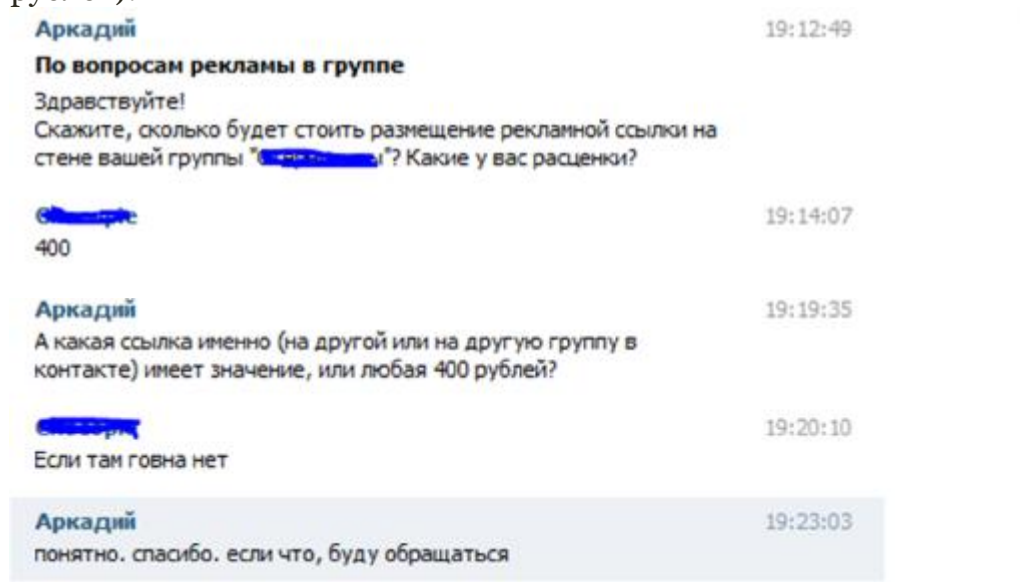 Аркадий 19:12:49
По вопросам рекламы в группе
Здравствуйте!
Скажите, сколько будет стоить размещение рекламной ссылки на
стене вашей группы "
"? Какие у вас расценки?
19:14:07
400
Аркадий 19:19:35
А какая ссылка именно (на другой или на другую группу в
контакте) имеет значение, или любая 400 рублей?
19:20:10
Если там говна нет
Аркадий 19:23:03
понятно. спасибо. если что, буду обращаться